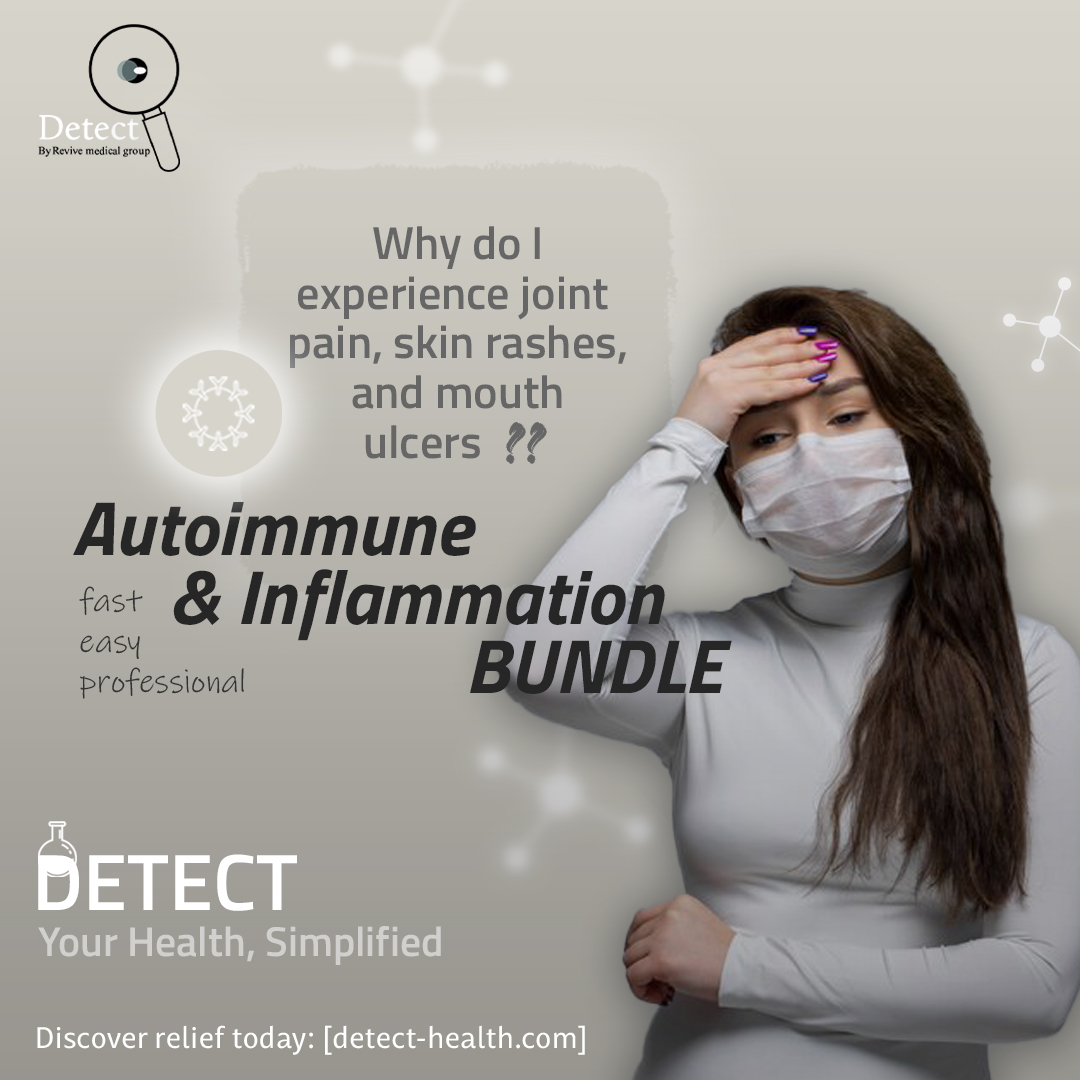 Detect
By Revive medical group
Why do I
experience joint
pain, skin rashes,
and mouth
ulcers ??
Autoimmune
& Inflammation
BUNDLE
fast
easy
professional
DETECT
Your Health, Simplified
Discover relief today: [detect-health.com]